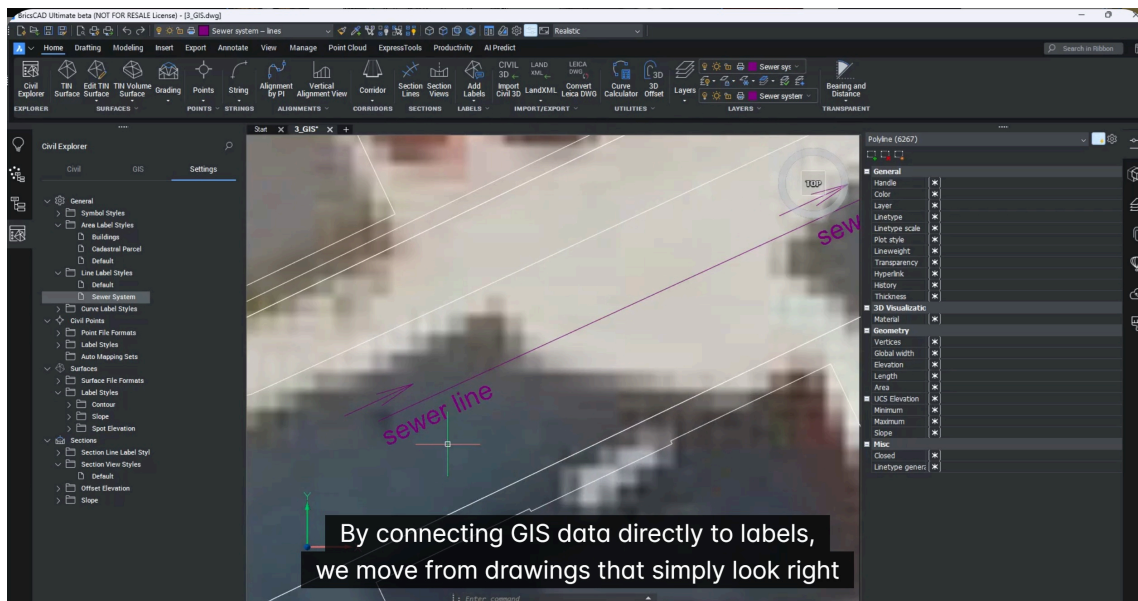 BricsCAD Ultimate beta (NOT FOR RESALE License) - [3_GIS.dwg]
Sewer system – lines
Realistic
Home Drafting Modeling Insert Export Annotate View Manage Point Cloud ExpressTools Productivity AI Predict
Search in Ribbon
Civil Explorer
TIN Surface
Edit TIN Surface
TIN Volume Surface
Grading
Points
String
Alignment by PI
Vertical Alignment View
Corridor
Section Lines
Section Views
Add Labels
CIVIL 3D
Import Civil 3D
LAND XML
LandXML
LEICA DWG
Convert Leica DWG
Curve Calculator
3D
3D Offset
Layers
Sewer sys
Sewer system
Bearing and Distance
EXPLORER SURFACES POINTS STRINGS ALIGNMENTS CORRIDORS SECTIONS LABELS IMPORT/EXPORT UTILITIES LAYERS TRANSPARENT
Start 3_GIS*
Civil Explorer
Civil GIS Settings
General
Symbol Styles
Area Label Styles
Buildings
Cadastral Parcel
Default
Line Label Styles
Default
Sewer System
Curve Label Styles
Civil Points
Point File Formats
Label Styles
Auto Mapping Sets
Surfaces
Surface File Formats
Label Styles
Contour
Slope
Spot Elevation
Sections
Section Line Label Styl
Section View Styles
Default
Offset Elevation
Slope
TOP
sew
sewer line
Y
Polyline (6267)
General
Handle
Color
Layer
Linetype
Linetype scale
Plot style
Lineweight
Transparency
Hyperlink
History
Thickness
3D Visualizatic
Material
Geometry
Vertices
Global width
Elevation
Length
Area
UCS Elevation
Minimum
Maximum
Slope
Misc
Closed
Linetype genera
By connecting GIS data directly to labels,
we move from drawings that simply look right
: Enter command